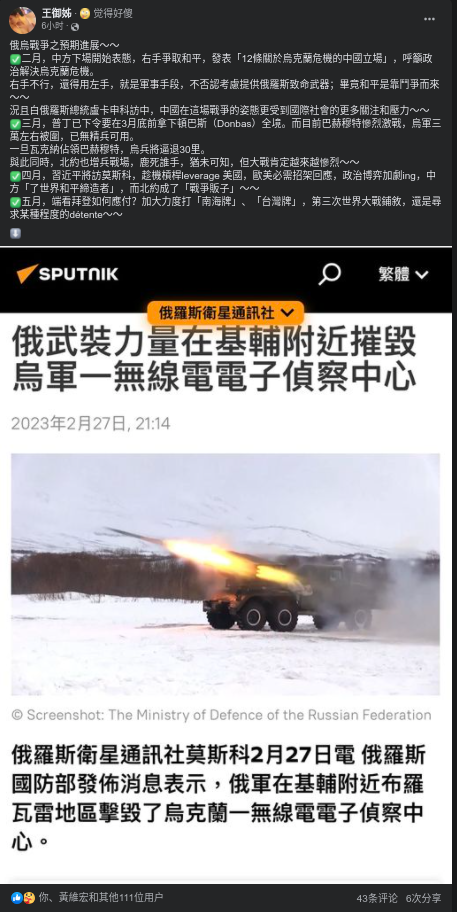 王御姊 · 觉得好傻
6小时 ·
俄烏戰爭之預期進展～～
✅二月，中方下場開始表態，右手爭取和平，發表「12條關於烏克蘭危機的中國立場」，呼籲政
治解決烏克蘭危機。
右手不行，還得用左手，就是軍事手段，不否認考慮提供俄羅斯致命武器；畢竟和平是靠鬥爭而來
～～
況且白俄羅斯總統盧卡申科訪中，中國在這場戰爭的姿態更受到國際社會的更多關注和壓力～～
✅三月，普丁已下令要在3月底前拿下頓巴斯（Donbas）全境。而目前巴赫穆特慘烈激戰，烏軍三
萬左右被圍，已無精兵可用。
一旦瓦克納佔領巴赫穆特，烏兵將逼退30里。
與此同時，北約也增兵戰場，鹿死誰手，猶未可知，但大戰肯定越來越慘烈～～
✅四月，習近平將訪莫斯科，趁機槓桿leverage 美國，歐美必需招架回應，政治博弈加劇ing，中
方「了世界和平締造者」，而北約成了「戰爭販子」～～
✅五月，端看拜登如何應付？加大力度打「南海牌」、「台灣牌」，第三次世界大戰鋪敘，還是尋
求某種程度的détente～～
⬇️
SPUTNIK
繁體
俄羅斯衛星通訊社
俄武裝力量在基輔附近摧毀
烏軍一無線電電子偵察中心
2023年2月27日, 21:14
© Screenshot: The Ministry of Defence of the Russian Federation
俄羅斯衛星通訊社莫斯科2月27日電 俄羅斯
國防部發佈消息表示，俄軍在基輔附近布羅
瓦雷地區擊毀了烏克蘭一無線電電子偵察中
心。
你、黃維宏和其他111位用户
43条评论 6次分享